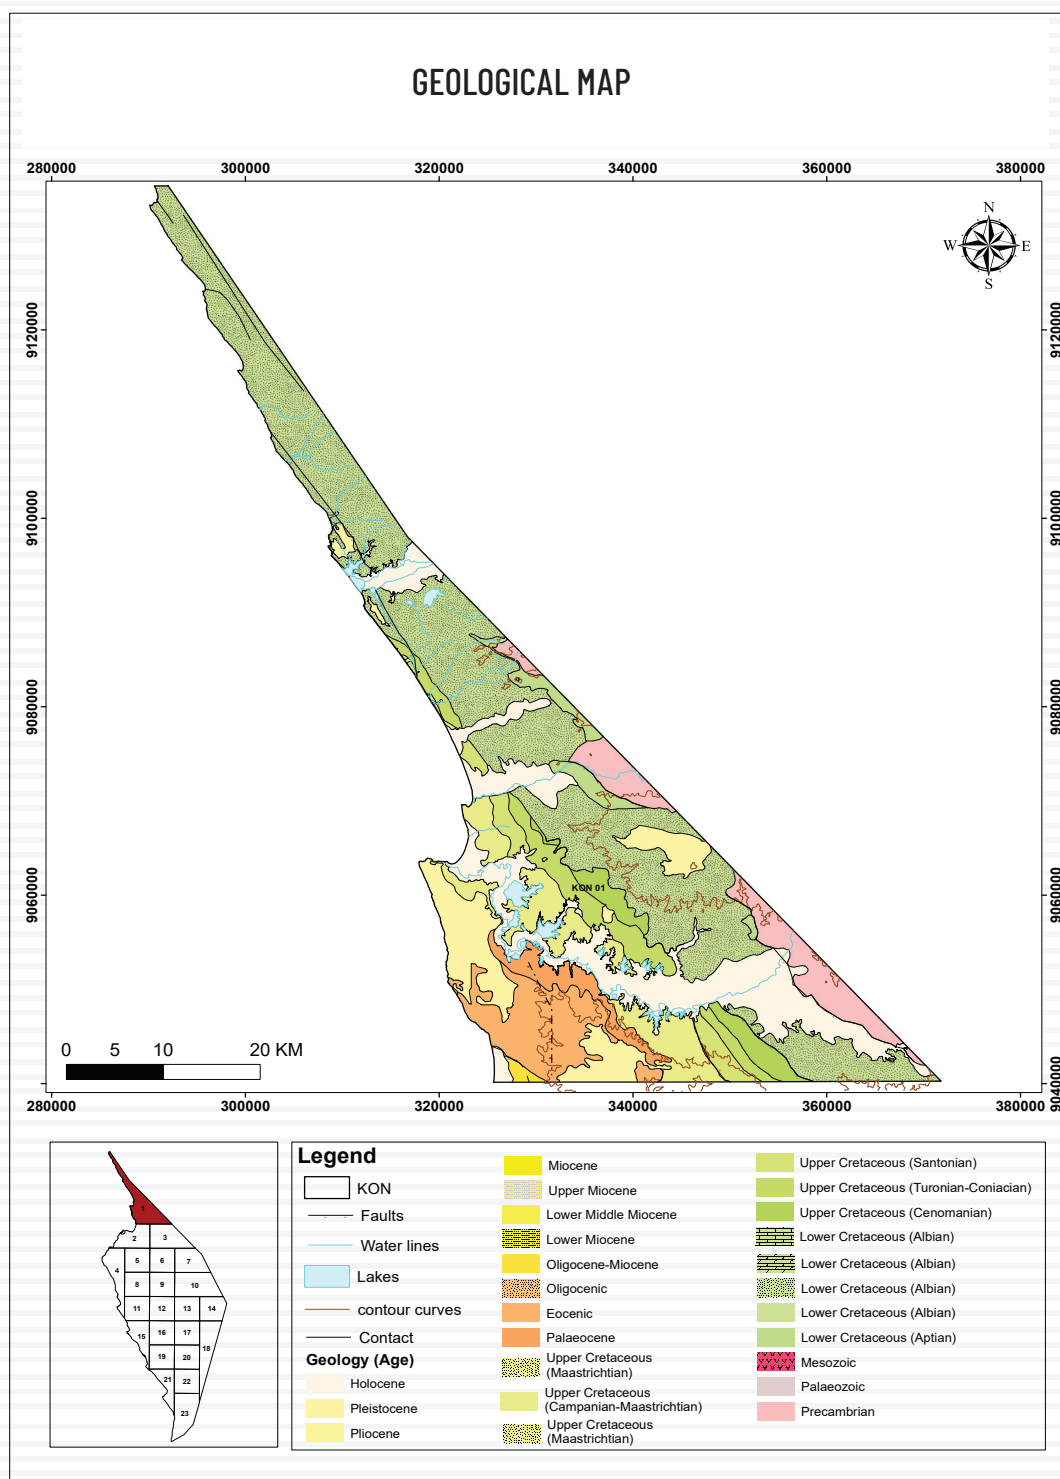 GEOLOGICAL MAP
280000 300000 320000 340000 360000 380000
N
W E
S
9120000 9120000
9100000 9100000
9080000 9080000
9060000 9060000
9040000
KON 01
0 5 10 20 KM
280000 300000 320000 340000 360000 380000
1
2 3
4 5 6 7
8 9 10
11 12 13 14
15 16 17 18
19 20
21 22
23
Legend
KON
Faults
Water lines
Lakes
contour curves
Contact
Geology (Age)
Holocene
Pleistocene
Pliocene
Miocene
Upper Miocene
Lower Middle Miocene
Lower Miocene
Oligocene-Miocene
Oligocenic
Eocenic
Palaeocene
Upper Cretaceous
(Maastrichtian)
Upper Cretaceous
(Campanian-Maastrichtian)
Upper Cretaceous
(Maastrichtian)
Upper Cretaceous (Santonian)
Upper Cretaceous (Turonian-Coniacian)
Upper Cretaceous (Cenomanian)
Lower Cretaceous (Albian)
Lower Cretaceous (Albian)
Lower Cretaceous (Albian)
Lower Cretaceous (Albian)
Lower Cretaceous (Aptian)
Mesozoic
Palaeozoic
Precambrian